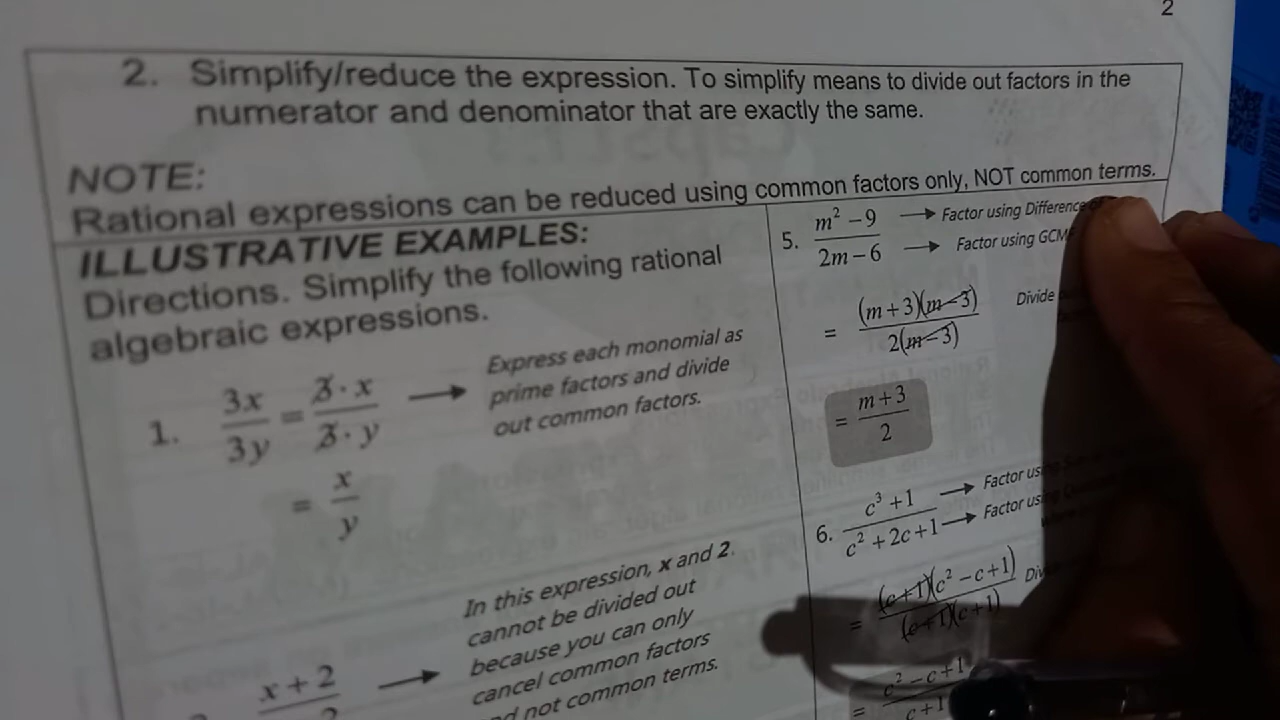 2
2. Simplify/reduce the expression. To simplify means to divide out factors in the
numerator and denominator that are exactly the same.
NOTE:
Rational expressions can be reduced using common factors only, NOT common terms.
ILLUSTRATIVE EXAMPLES:
Directions. Simplify the following rational
algebraic expressions.
1. 3x/3y = 3·x/3·y → Express each monomial as
prime factors and divide
out common factors.
= x/y
x+2 → In this expression, x and 2
cannot be divided out
because you can only
cancel common factors
not common terms.
5. m² − 9 → Factor using Difference
2m − 6 → Factor using
= (m+3)(m−3)/2(m−3) Divide
= m+3/2
6. c³ + 1 → Factor
c² + 2c + 1 → Factor
= (c+1)(c² − c + 1)/(c+1)(c+1)
= c² − c + 1/c+1